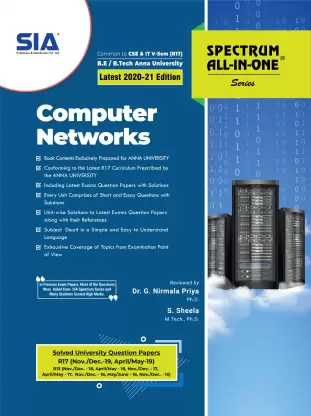 SIA
Publishers & Distributors Pvt. Ltd.
Common to CSE & IT V-Sem (R17)
B.E / B.Tech Anna University
Latest 2020-21 Edition
SPECTRUM
ALL-IN-ONE®
Series
Computer
Networks
Book Contents Exclusively Prepared for ANNA UNIVERSITY
Conforming to the Latest R17 Curriculum Prescribed by
the ANNA UNIVERSITY
Including Latest Exams Question Papers with Solutions
Every Unit Comprises of Short and Essay Questions with
Solutions
Unit-wise Solutions to Latest Exams Question Papers
along with their References
Subject Dealt in a Simple and Easy to Understand
Language
Exhaustive Coverage of Topics from Examination Point
of View
In Previous Exam Papers, Most of the Questions
Were Asked from SIA Spectrum Series and
Many Students Scored High Marks.
Reviewed by
Dr. G. Nirmala Priya
Ph.D.
S. Sheela
M.Tech., Ph.D.
Solved University Question Papers
R17 (Nov./Dec.-19, April/May-19)
R13 (Nov./Dec. - 18, April/May - 18, Nov./Dec. - 17,
April/May - 17, Nov./Dec. - 16, May/June - 16, Nov./Dec. - 15)